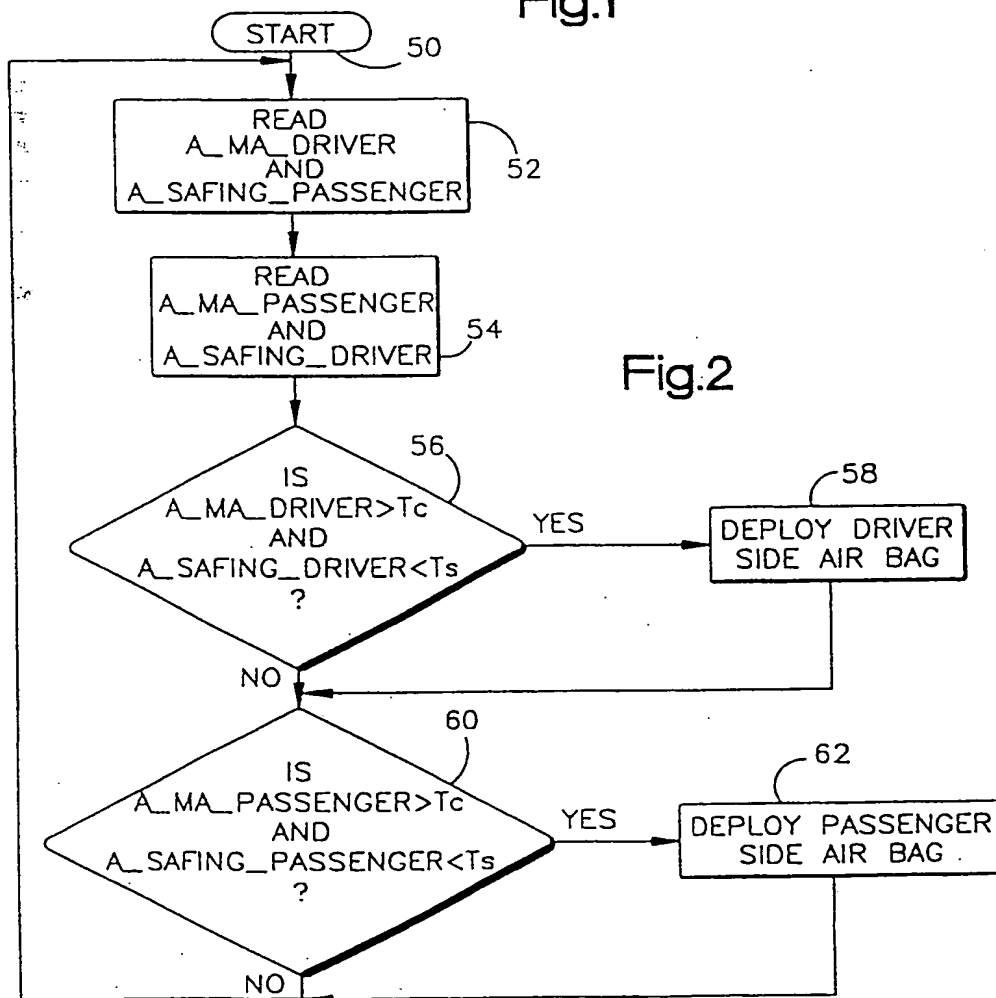 Fig.1
START
50
READ
A_MA_DRIVER
AND
A_SAFING_PASSENGER
52
READ
A_MA_PASSENGER
AND
A_SAFING_DRIVER
54
Fig.2
56
IS
A_MA_DRIVER>Tc
AND
A_SAFING_DRIVER<Ts
?
YES
58
DEPLOY DRIVER
SIDE AIR BAG
NO
60
IS
A_MA_PASSENGER>Tc
AND
A_SAFING_PASSENGER<Ts
?
YES
62
DEPLOY PASSENGER
SIDE AIR BAG
NO